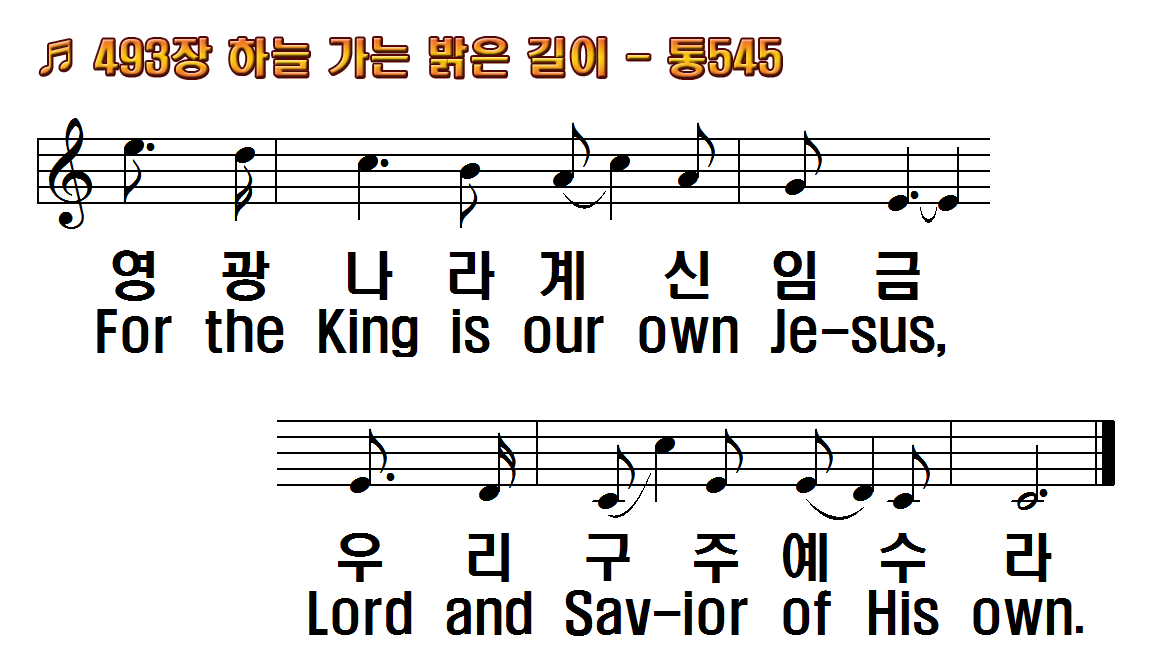 ♬ 493장 하늘 가는 밝은 길이 - 통545
영 광 나 라 계 신 임 금
For the King is our own Je-sus,
우 리 구 주 예 수 라
Lord and Sav-ior of His own.